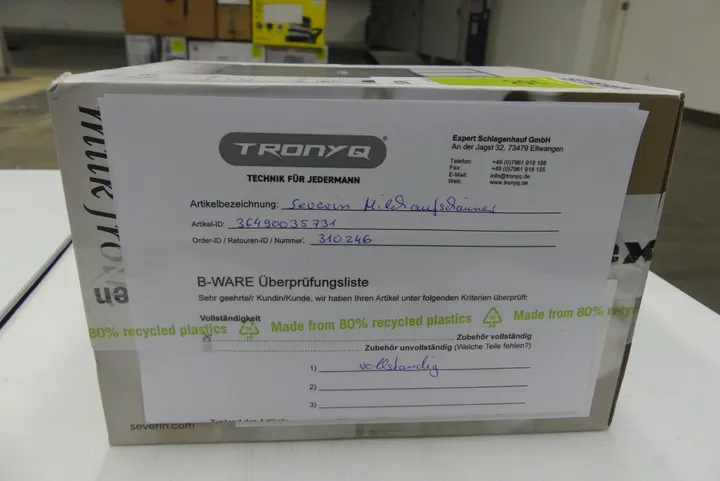 milk fro
TRONYQ
TECHNIK FÜR JEDERMANN
Expert Schlagenhauf GmbH
An der Jagst 32, 73479 Ellwangen
Telefon: +49 (0)7961 918 188
Fax: +49 (0)7961 918 155
E-Mail: info@tronyq.de
Web: www.tronyq.de
Artikelbezeichnung: Severin Milchaufschäumer
Artikel-ID: 36490035731
Order-ID / Retouren-ID / Nummer: 310246
B-WARE Überprüfungsliste
Sehr geehrte/r Kundin/Kunde, wir haben Ihren Artikel unter folgenden Kriterien überprüft:
Vollständigkeit
80% recycled plastics Made from 80% recycled plastics Made from 80% recycled
Zubehör vollständig
Zubehör unvollständig (Welche Teile fehlen?)
1) vollständig
2)
3)
severin.com